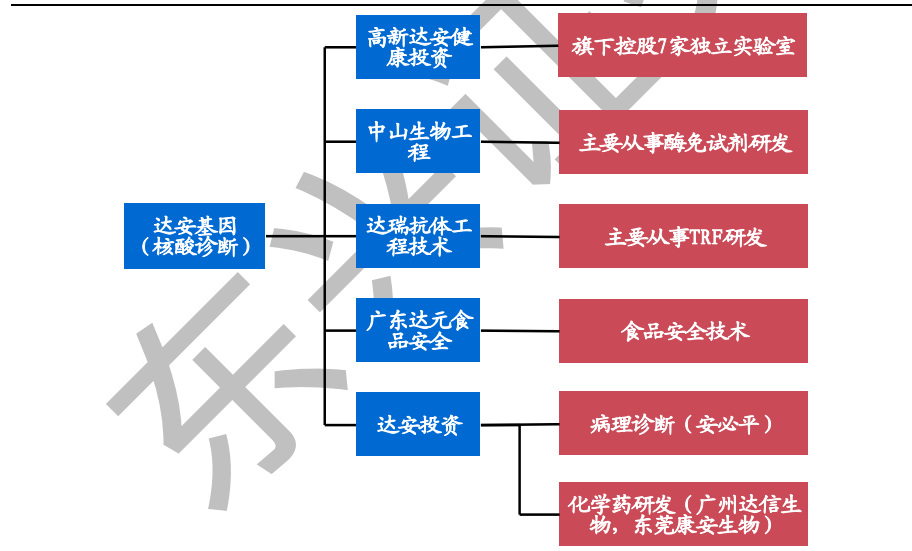 高新达安健
康投资
旗下控股7家独立实验室
中山生物工
程
主要从事酶免试剂研发
达安基因
（核酸诊断）
达瑞抗体工
程技术
主要从事TRF研发
广东达元食
品安全
食品安全技术
达安投资
病理诊断（安必平）
化学药研发（广州达信生
物，东莞康安生物）
东兴证